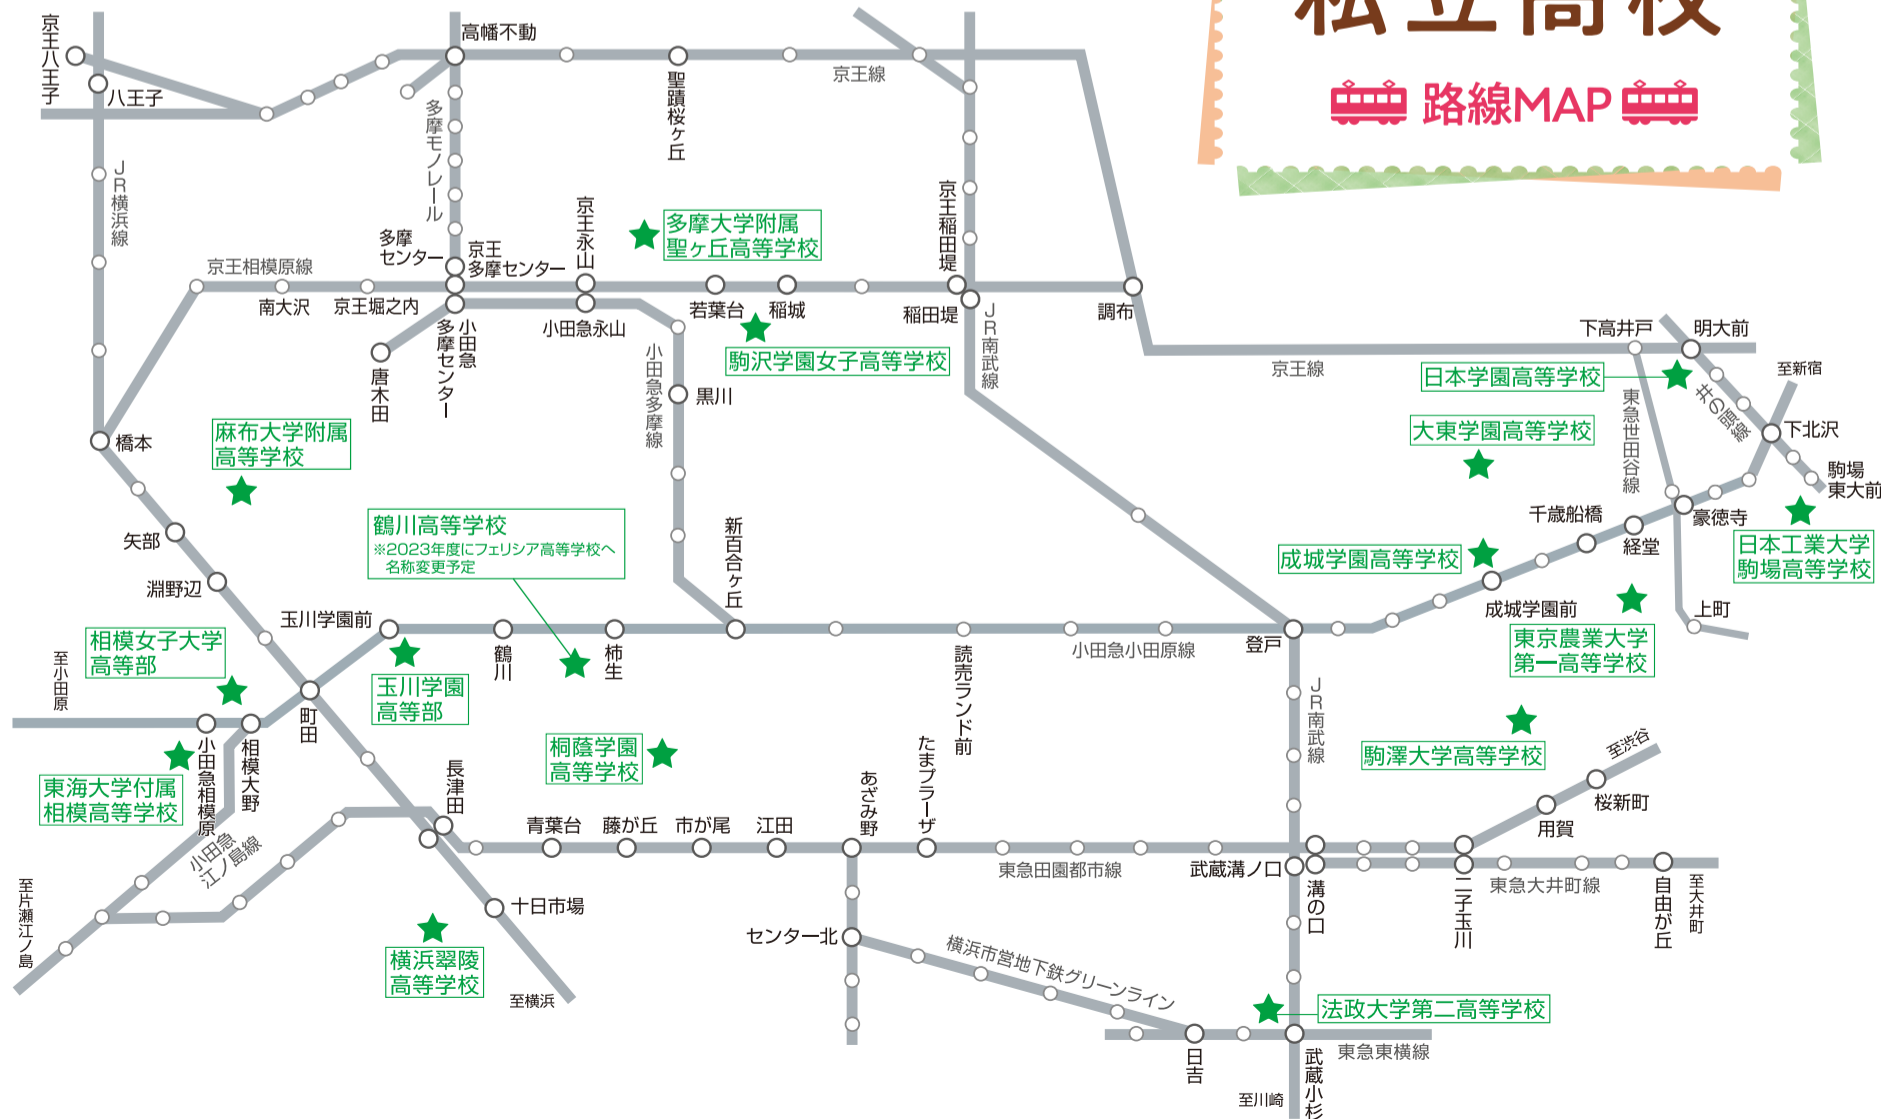 私立高校
路線MAP
京王八王子
八王子
高幡不動
聖蹟桜ヶ丘
京王線
JR横浜線
多摩モノレール
多摩
センター
京王
多摩センター
京王永山
多摩大学附属
聖ヶ丘高等学校
京王稲田堤
京王相模原線
南大沢
京王堀之内
小田急
多摩センター
小田急永山
若葉台
稲城
稲田堤
JR南武線
調布
唐木田
小田急多摩線
黒川
駒沢学園女子高等学校
京王線
下高井戸
明大前
至新宿
日本学園高等学校
東急世田谷線
井の頭線
下北沢
大東学園高等学校
駒場
東大前
橋本
麻布大学附属
高等学校
矢部
淵野辺
鶴川高等学校
※2023年度にフェリシア高等学校へ
名称変更予定
新百合ヶ丘
千歳船橋
経堂
豪徳寺
日本工業大学
駒場高等学校
成城学園高等学校
成城学園前
上町
東京農業大学
第一高等学校
玉川学園前
鶴川
柿生
読売ランド前
小田急小田原線
登戸
相模女子大学
高等部
至小田原
玉川学園
高等部
町田
小田急相模原
相模大野
東海大学付属
相模高等学校
桐蔭学園
高等学校
JR南武線
駒澤大学高等学校
至渋谷
桜新町
用賀
長津田
青葉台
藤が丘
市が尾
江田
あざみ野
たまプラーザ
東急田園都市線
武蔵溝ノ口
溝の口
二子玉川
東急大井町線
自由が丘
至大井町
小田急
江ノ島線
至片瀬江ノ島
十日市場
横浜翠陵
高等学校
至横浜
センター北
横浜市営地下鉄グリーンライン
法政大学第二高等学校
日吉
武蔵小杉
東急東横線
至川崎